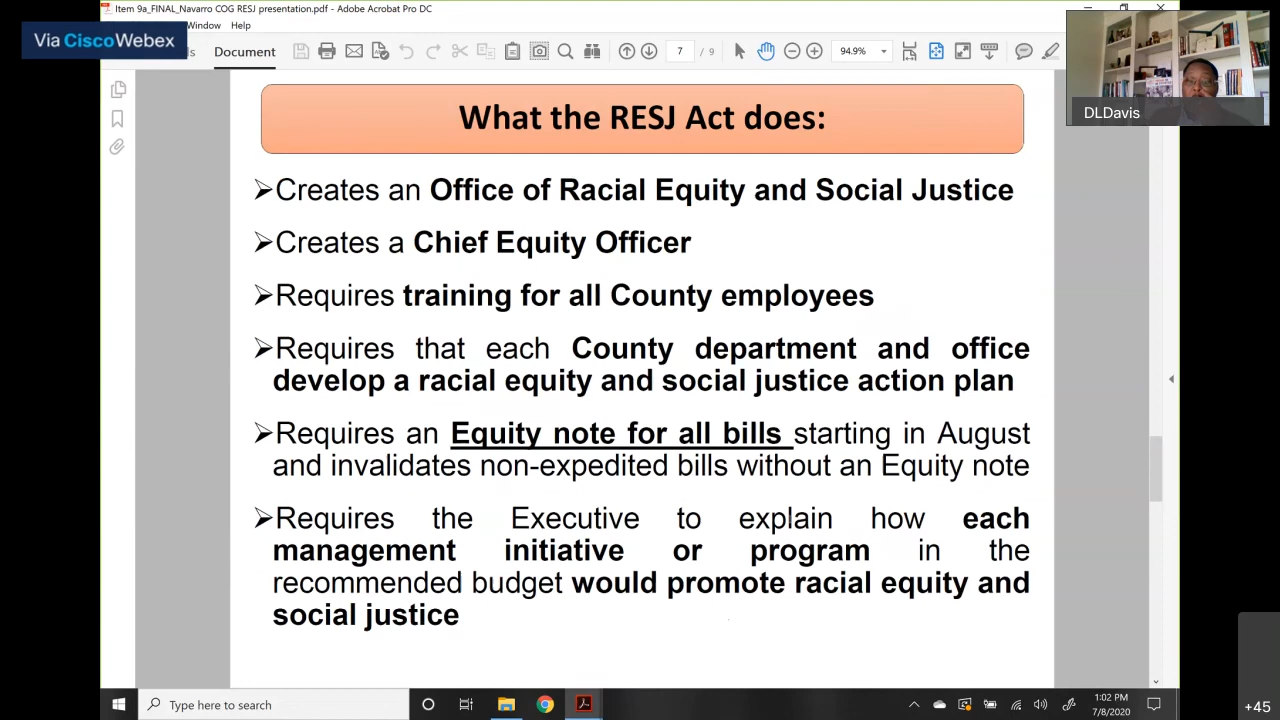 Item 9a_FINAL_Navarro COG RESJ presentation.pdf - Adobe Acrobat Pro DC
Window Help
Via CiscoWebex
Document
7 / 9
94.9%
DLDavis
What the RESJ Act does:
➢Creates an Office of Racial Equity and Social Justice
➢Creates a Chief Equity Officer
➢Requires training for all County employees
➢Requires that each County department and office
develop a racial equity and social justice action plan
➢Requires an Equity note for all bills starting in August
and invalidates non-expedited bills without an Equity note
➢Requires the Executive to explain how each
management initiative or program in the
recommended budget would promote racial equity and
social justice
+45
Type here to search
1:02 PM
7/8/2020